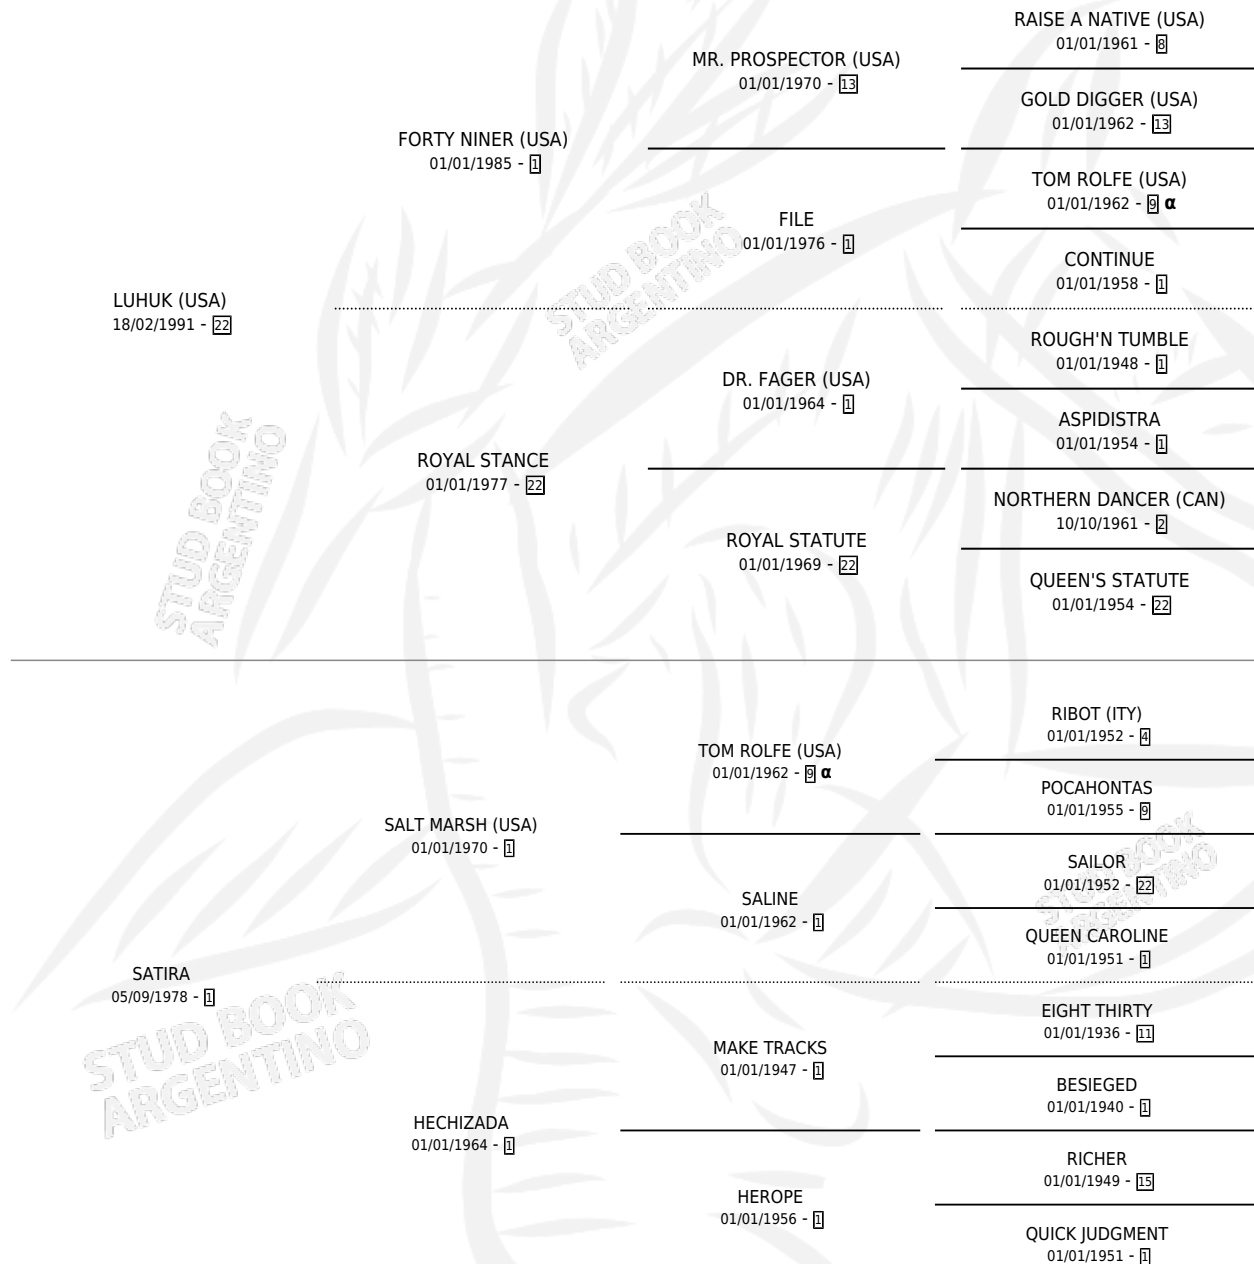 RAISE A NATIVE (USA)
01/01/1961 - 8
MR. PROSPECTOR (USA)
01/01/1970 - 13
GOLD DIGGER (USA)
01/01/1962 - 13
FORTY NINER (USA)
01/01/1985 - 1
TOM ROLFE (USA)
01/01/1962 - 9 α
FILE
01/01/1976 - 1
CONTINUE
01/01/1958 - 1
LUHUK (USA)
18/02/1991 - 22
ROUGH'N TUMBLE
01/01/1948 - 1
DR. FAGER (USA)
01/01/1964 - 1
ASPIDISTRA
01/01/1954 - 1
ROYAL STANCE
01/01/1977 - 22
NORTHERN DANCER (CAN)
10/10/1961 - 2
ROYAL STATUTE
01/01/1969 - 22
QUEEN'S STATUTE
01/01/1954 - 22
RIBOT (ITY)
01/01/1952 - 4
TOM ROLFE (USA)
01/01/1962 - 9 α
POCAHONTAS
01/01/1955 - 9
SALT MARSH (USA)
01/01/1970 - 1
SAILOR
01/01/1952 - 22
SALINE
01/01/1962 - 1
QUEEN CAROLINE
01/01/1951 - 1
SATIRA
05/09/1978 - 1
EIGHT THIRTY
01/01/1936 - 11
MAKE TRACKS
01/01/1947 - 1
BESIEGED
01/01/1940 - 1
HECHIZADA
01/01/1964 - 1
RICHER
01/01/1949 - 15
HEROPE
01/01/1956 - 1
QUICK JUDGMENT
01/01/1951 - 1
STUD BOOK
ARGENTINO
STUD BOOK
ARGENTINO
STUD BOOK
ARGENTINO
STUD BOOK
ARGENTINO